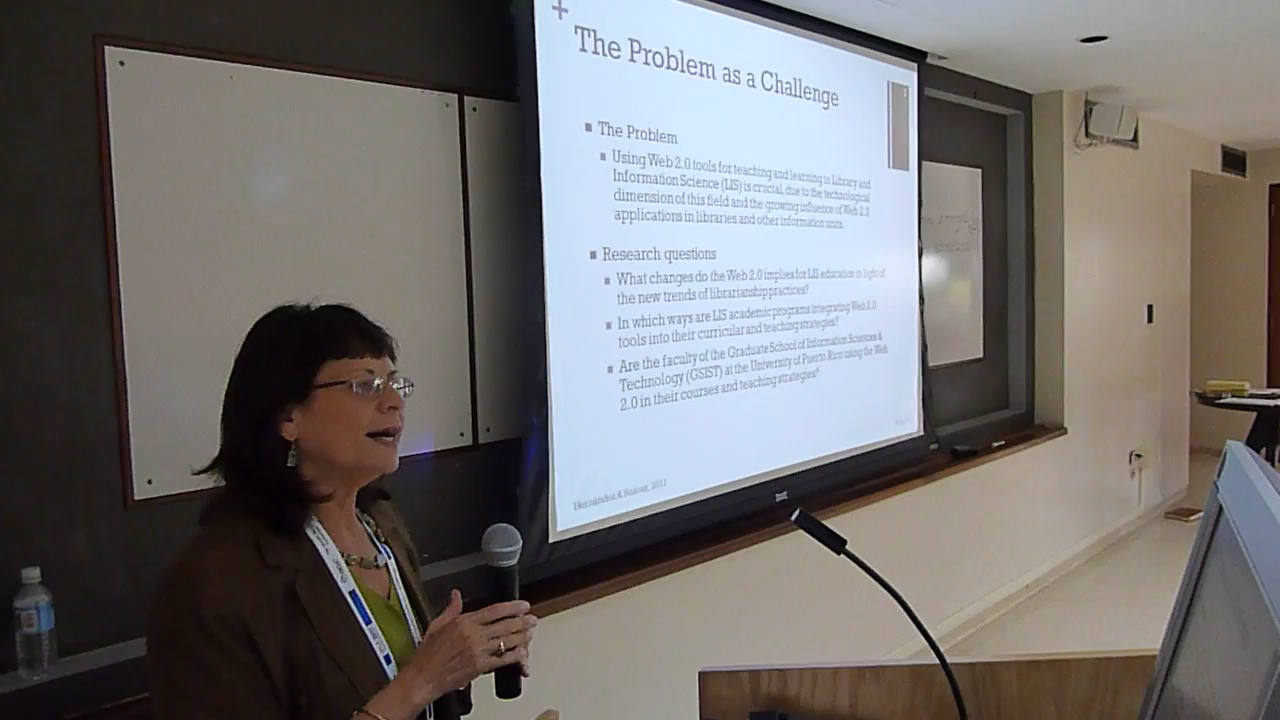 The Problem as a Challenge
The Problem
Using Web 2.0 tools for teaching and learning in Library and
Information Science (LIS) is crucial, due to the technological
dimension of this field and the growing influence of Web 2.0
applications in libraries and other information units.
Research questions
What changes do the Web 2.0 implies for LIS education in light of
the new trends of librarianship practices?
In which ways are LIS academic programs integrating Web 2.0
tools into their curricular and teaching strategies?
Are the faculty of the Graduate School of Information Sciences &
Technology (GSIST) at the University of Puerto Rico using the Web
2.0 in their courses and teaching strategies?
Hernández & Suárez, 2011